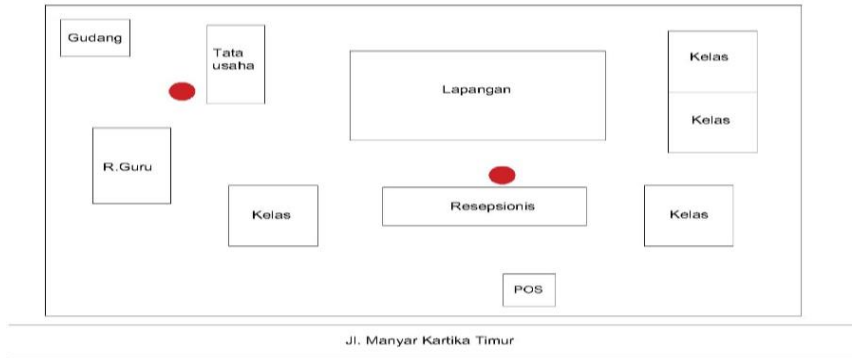 Gudang
Tata
usaha
Lapangan
Kelas
Kelas
R.Guru
Kelas
Resepsionis
Kelas
POS
Jl. Manyar Kartika Timur